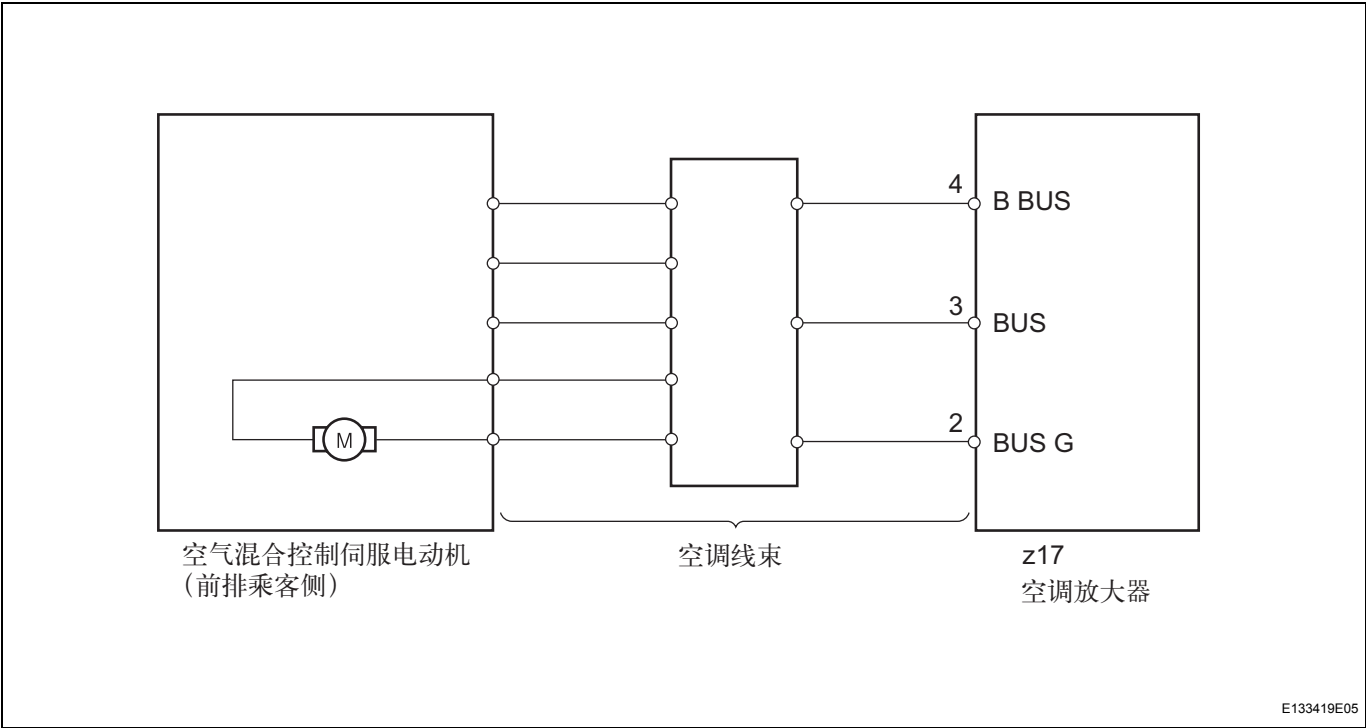 4
B BUS
3
BUS
2
BUS G
M
空气混合控制伺服电动机
（前排乘客侧）
空调线束
z17
空调放大器
E133419E05